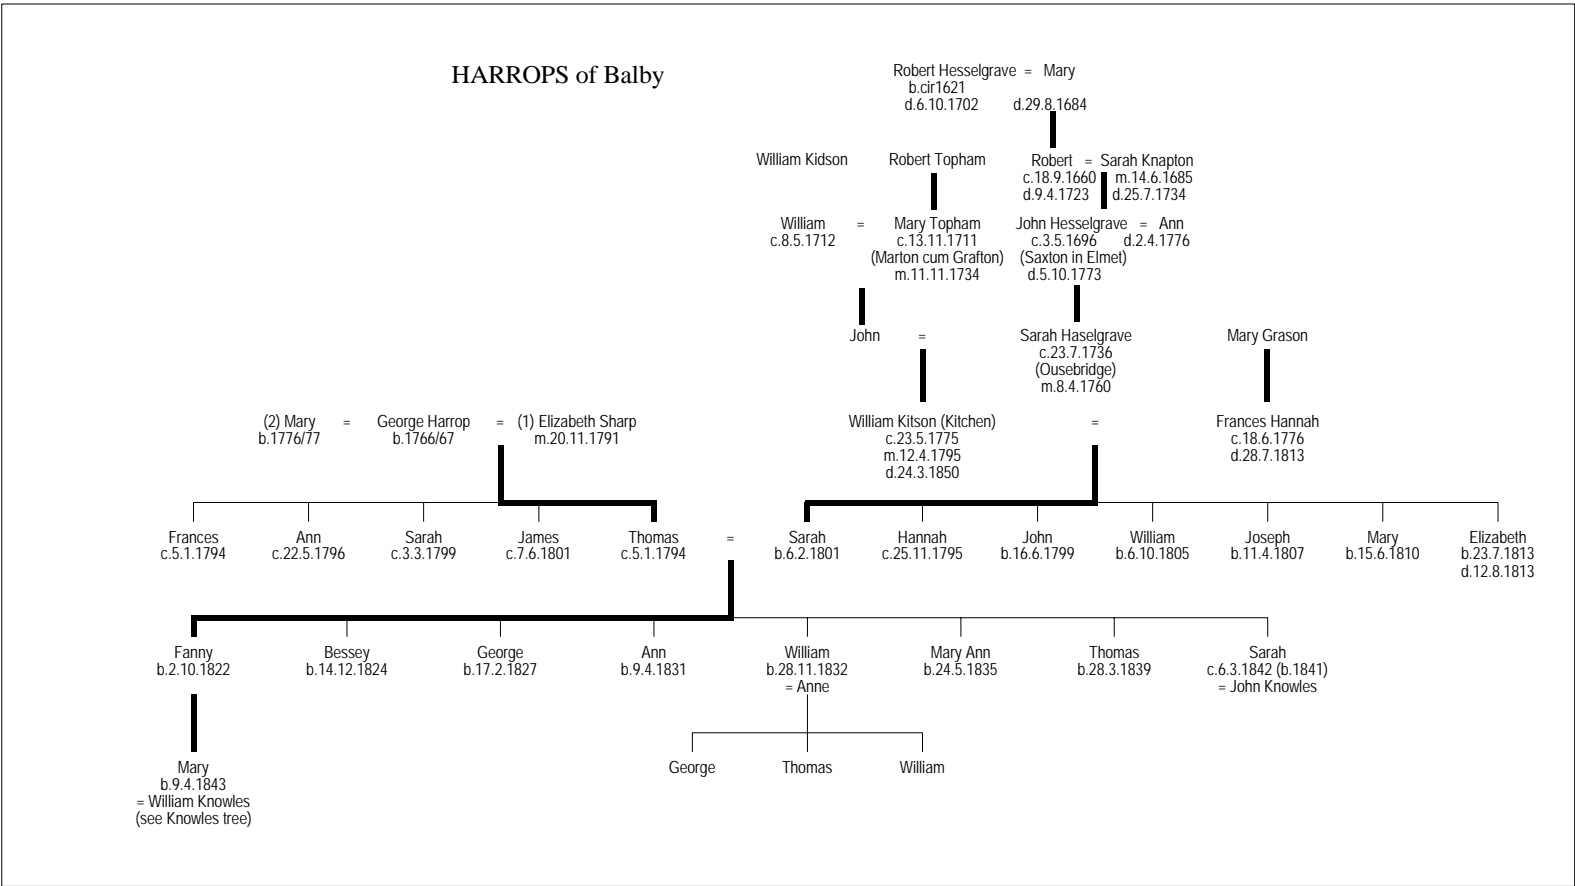 HARROPS of Balby
Robert Hesselgrave = Mary
b.cir1621
d.6.10.1702 d.29.8.1684
William Kidson Robert Topham Robert = Sarah Knapton
c.18.9.1660 m.14.6.1685
d.9.4.1723 d.25.7.1734
William = Mary Topham John Hesselgrave = Ann
c.8.5.1712 c.13.11.1711 c.3.5.1696 d.2.4.1776
(Marton cum Grafton) (Saxton in Elmet)
m.11.11.1734 d.5.10.1773
John = Sarah Haselgrave Mary Grason
c.23.7.1736
(Ousebridge)
m.8.4.1760
(2) Mary = George Harrop = (1) Elizabeth Sharp William Kitson (Kitchen) = Frances Hannah
b.1776/77 b.1766/67 m.20.11.1791 c.23.5.1775 c.18.6.1776
m.12.4.1795 d.28.7.1813
d.24.3.1850
Frances Ann Sarah James Thomas = Sarah Hannah John William Joseph Mary Elizabeth
c.5.1.1794 c.22.5.1796 c.3.3.1799 c.7.6.1801 c.5.1.1794 b.6.2.1801 c.25.11.1795 b.16.6.1799 b.6.10.1805 b.11.4.1807 b.15.6.1810 b.23.7.1813
d.12.8.1813
Fanny Bessey George Ann William Mary Ann Thomas Sarah
b.2.10.1822 b.14.12.1824 b.17.2.1827 b.9.4.1831 b.28.11.1832 b.24.5.1835 b.28.3.1839 c.6.3.1842 (b.1841)
= Anne = John Knowles
Mary George Thomas William
b.9.4.1843
= William Knowles
(see Knowles tree)